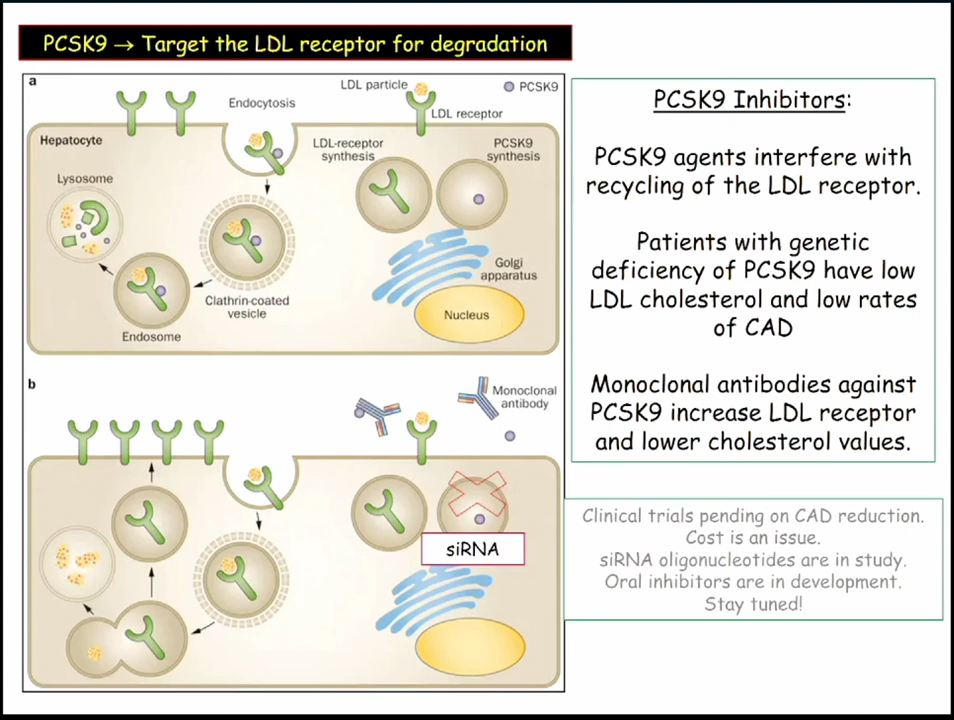 PCSK9 → Target the LDL receptor for degradation
a
LDL particle
PCSK9
Endocytosis
LDL receptor
Hepatocyte
LDL-receptor
synthesis
PCSK9
synthesis
Lysosome
Golgi
apparatus
Clathrin-coated
vesicle
Nucleus
Endosome
b
Monoclonal
antibody
siRNA
PCSK9 Inhibitors:
PCSK9 agents interfere with
recycling of the LDL receptor.
Patients with genetic
deficiency of PCSK9 have low
LDL cholesterol and low rates
of CAD
Monoclonal antibodies against
PCSK9 increase LDL receptor
and lower cholesterol values.
Clinical trials pending on CAD reduction.
Cost is an issue.
siRNA oligonucleotides are in study.
Oral inhibitors are in development.
Stay tuned!